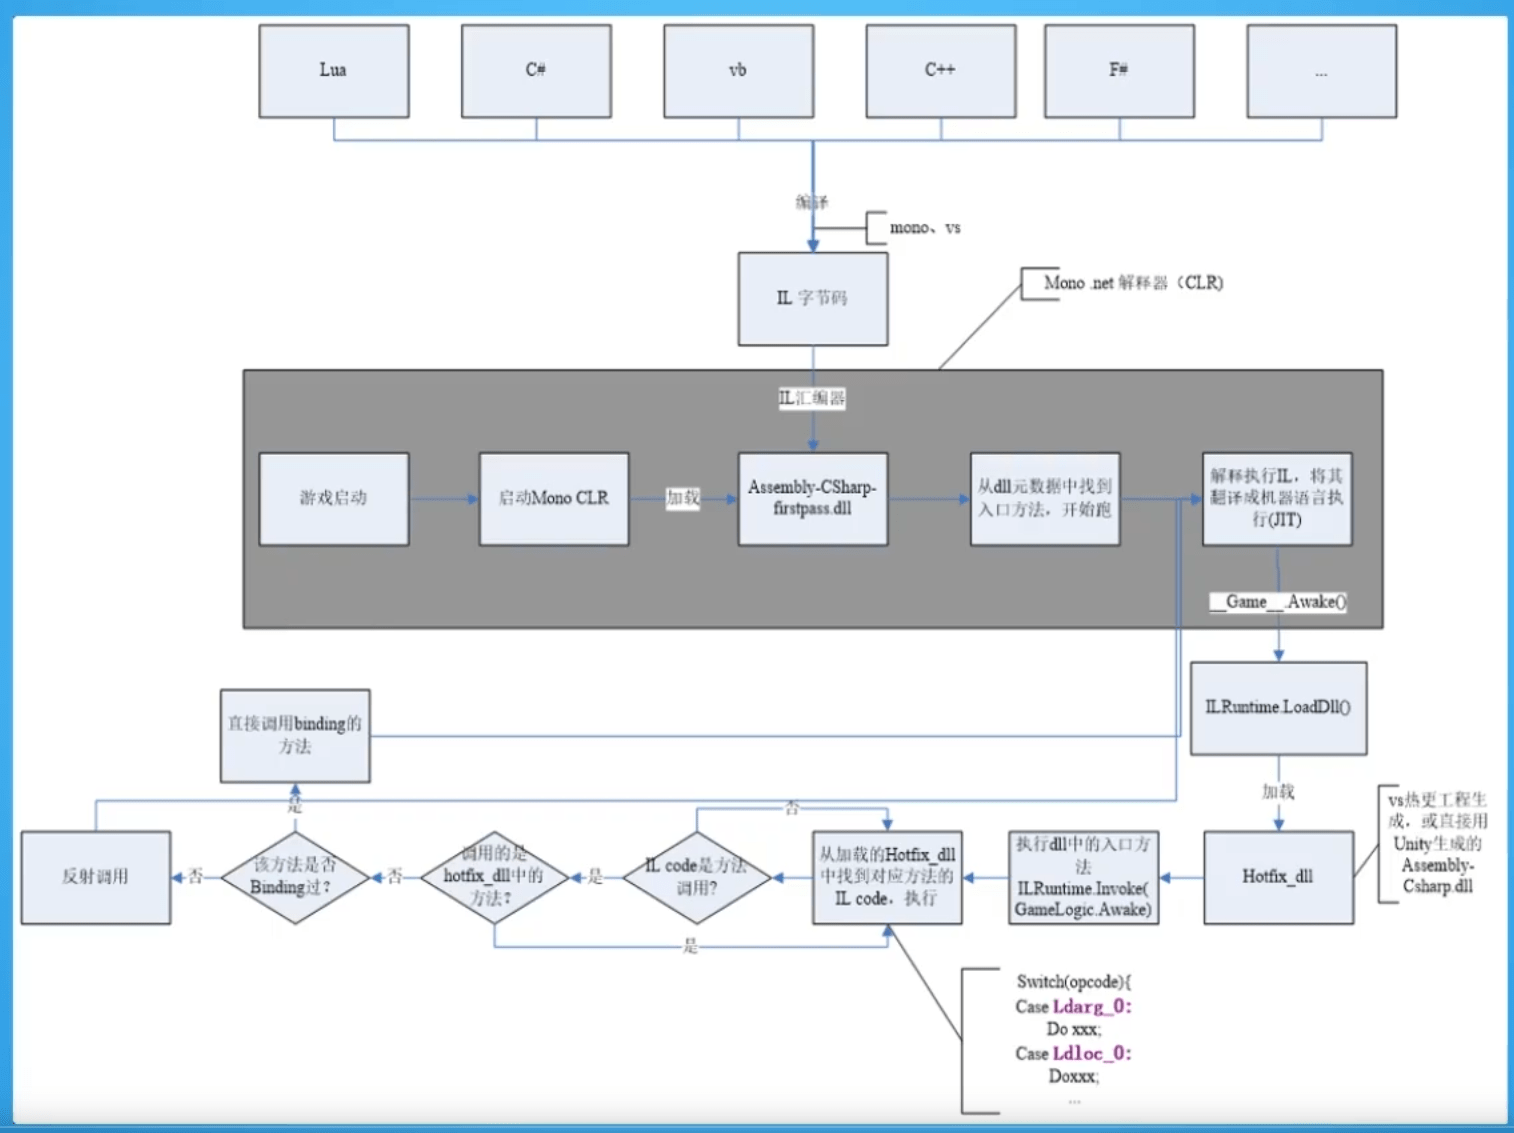 Lua
C#
vb
C++
F#
...
编译
mono、vs
IL 字节码
Mono .net 解释器（CLR)
IL汇编器
游戏启动
启动Mono CLR
加载
Assembly-CSharp-
firstpass.dll
从dll元数据中找到
入口方法，开始跑
解释执行IL，将其
翻译成机器语言执
行(JIT)
__Game__.Awake()
ILRuntime.LoadDll()
直接调用binding的
方法
加载
vs热更工程生
成，或直接用
Unity生成的
Assembly-
Csharp.dll
是
否
反射调用
否
该方法是否
Binding过？
否
调用的是
hotfix_dll中的
方法？
是
IL code是方法
调用?
从加载的Hotfix_dll
中找到对应方法的
IL code，执行
执行dll中的入口方
法
ILRuntime.Invoke(
GameLogic.Awake)
Hotfix_dll
是
Switch(opcode){
Case Ldarg_0:
Do xxx;
Case Ldloc_0:
Doxxx;
...